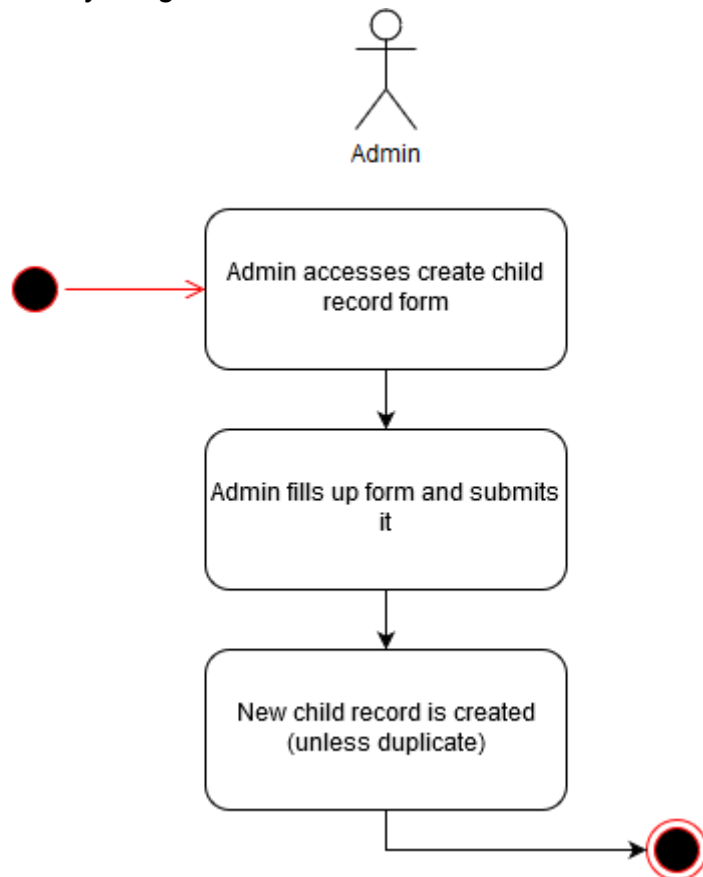 Admin
Admin accesses create child
record form
Admin fills up form and submits
it
New child record is created
(unless duplicate)